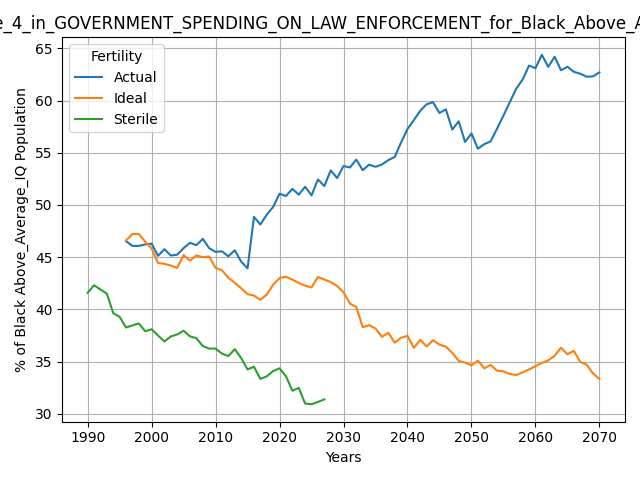 e_4_in_GOVERNMENT_SPENDING_ON_LAW_ENFORCEMENT_for_Black_Above_A
Fertility
Actual
Ideal
Sterile
% of Black Above_Average_IQ Population
65
60
55
50
45
40
35
30
1990 2000 2010 2020 2030 2040 2050 2060 2070
Years